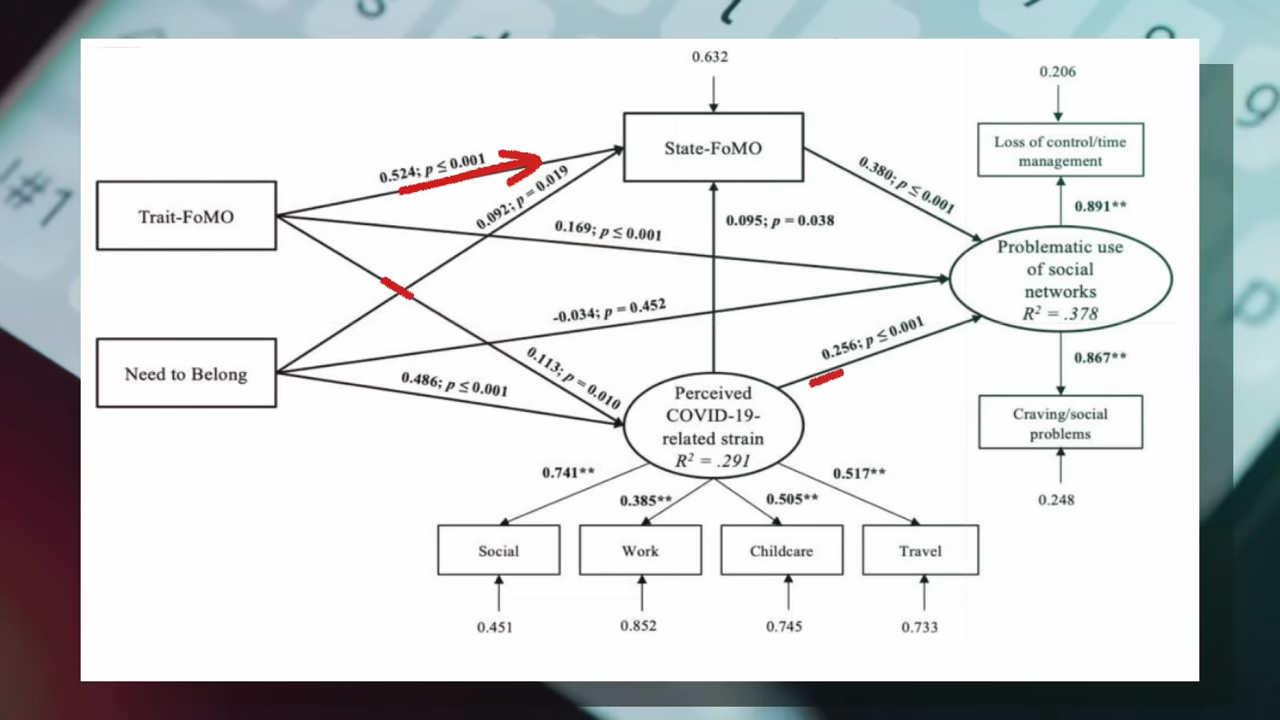 0.632
0.206
Loss of control/time
management
State-FoMO
0.524; p ≤ 0.001
0.092; p = 0.019
0.380; p ≤ 0.001
0.891**
Trait-FoMO
0.095; p = 0.038
0.169; p ≤ 0.001
Problematic use
of social
networks
R² = .378
-0.034; p = 0.452
0.256; p ≤ 0.001
0.867**
Need to Belong
0.486; p ≤ 0.001
0.113; p = 0.010
Perceived
COVID-19-
related strain
R² = .291
Craving/social
problems
0.741**
0.385**
0.505**
0.517**
0.248
Social
Work
Childcare
Travel
0.451
0.852
0.745
0.733
!#1
9